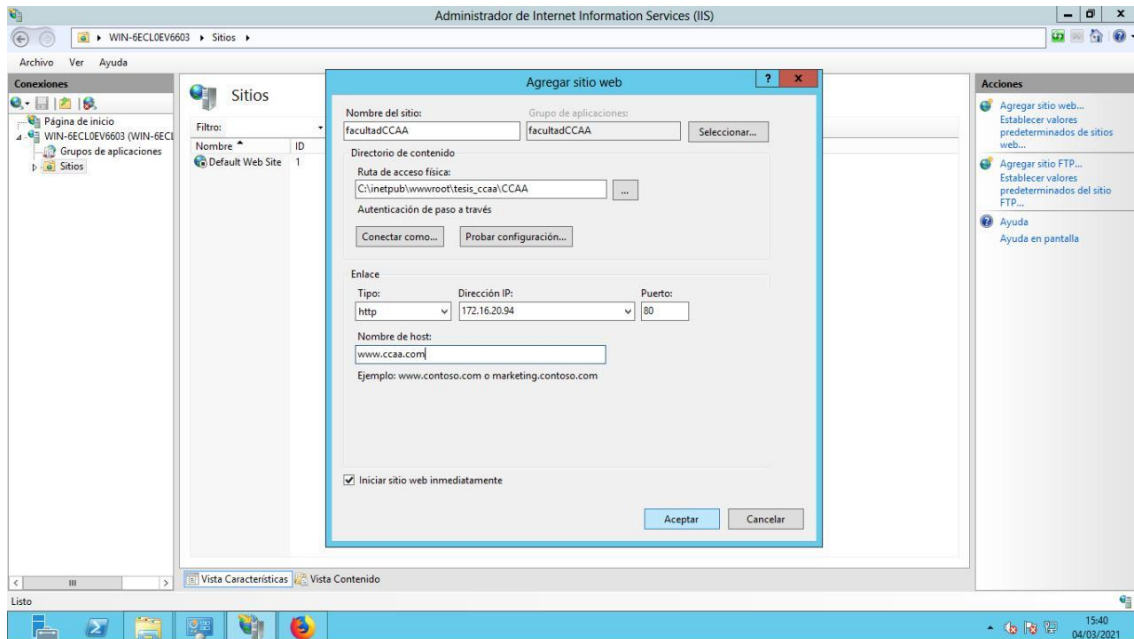 Administrador de Internet Information Services (IIS)
WIN-6ECL0EV6603 Sitios
Archivo Ver Ayuda
Conexiones
Página de inicio
WIN-6ECL0EV6603 (WIN-6ECL
Grupos de aplicaciones
Sitios
Sitios
Filtro:
Nombre ID
Default Web Site 1
Agregar sitio web
Nombre del sitio: Grupo de aplicaciones:
facultadCCAA facultadCCAA Seleccionar...
Directorio de contenido
Ruta de acceso física:
C:\inetpub\wwwroot\tesis_ccaa\CCAA ...
Autenticación de paso a través
Conectar como... Probar configuración...
Enlace
Tipo: Dirección IP: Puerto:
http 172.16.20.94 80
Nombre de host:
www.ccaa.com
Ejemplo: www.contoso.com o marketing.contoso.com
Iniciar sitio web inmediatamente
Aceptar Cancelar
Acciones
Agregar sitio web...
Establecer valores
predeterminados de sitios
web...
Agregar sitio FTP...
Establecer valores
predeterminados del sitio
FTP...
Ayuda
Ayuda en pantalla
Vista Características Vista Contenido
Listo
15:40
04/03/2021